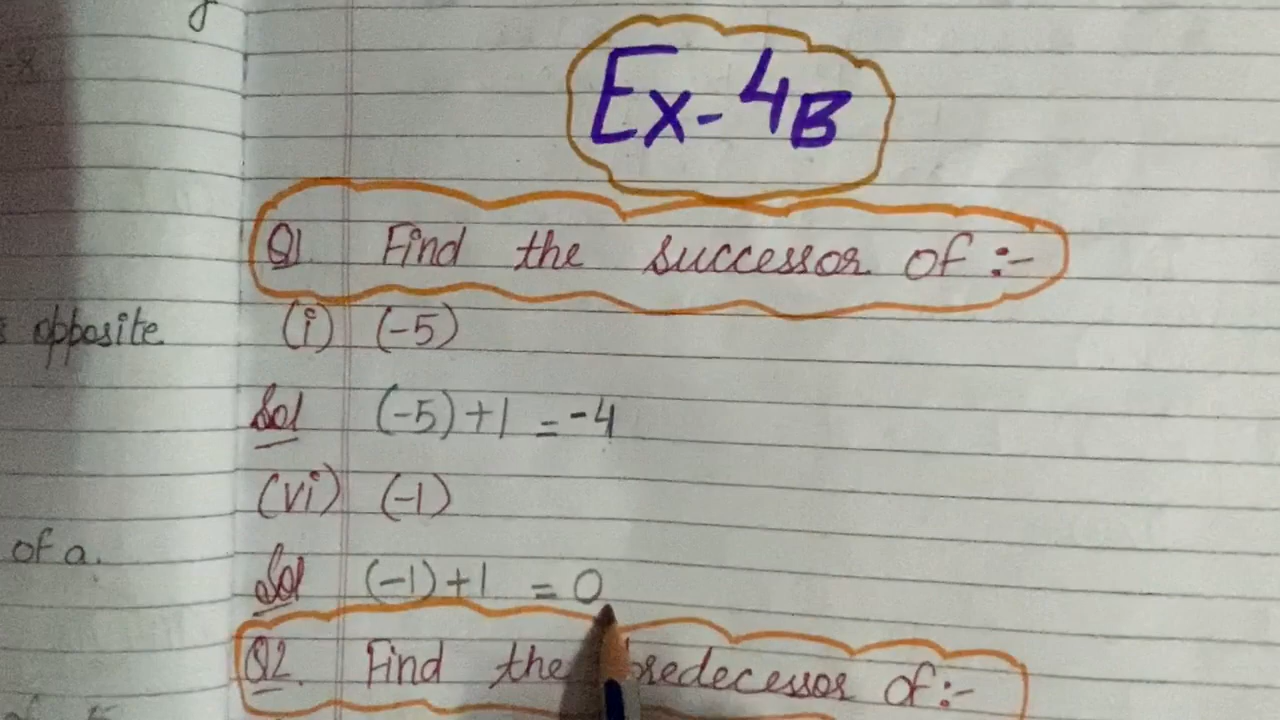 Ex-4B
Q1 Find the successor of :-
(i) (-5)
opposite
Sol (-5)+1 = -4
(vi) (-1)
of a.
Sol (-1)+1 = 0
Q2. Find the predecessor of:-